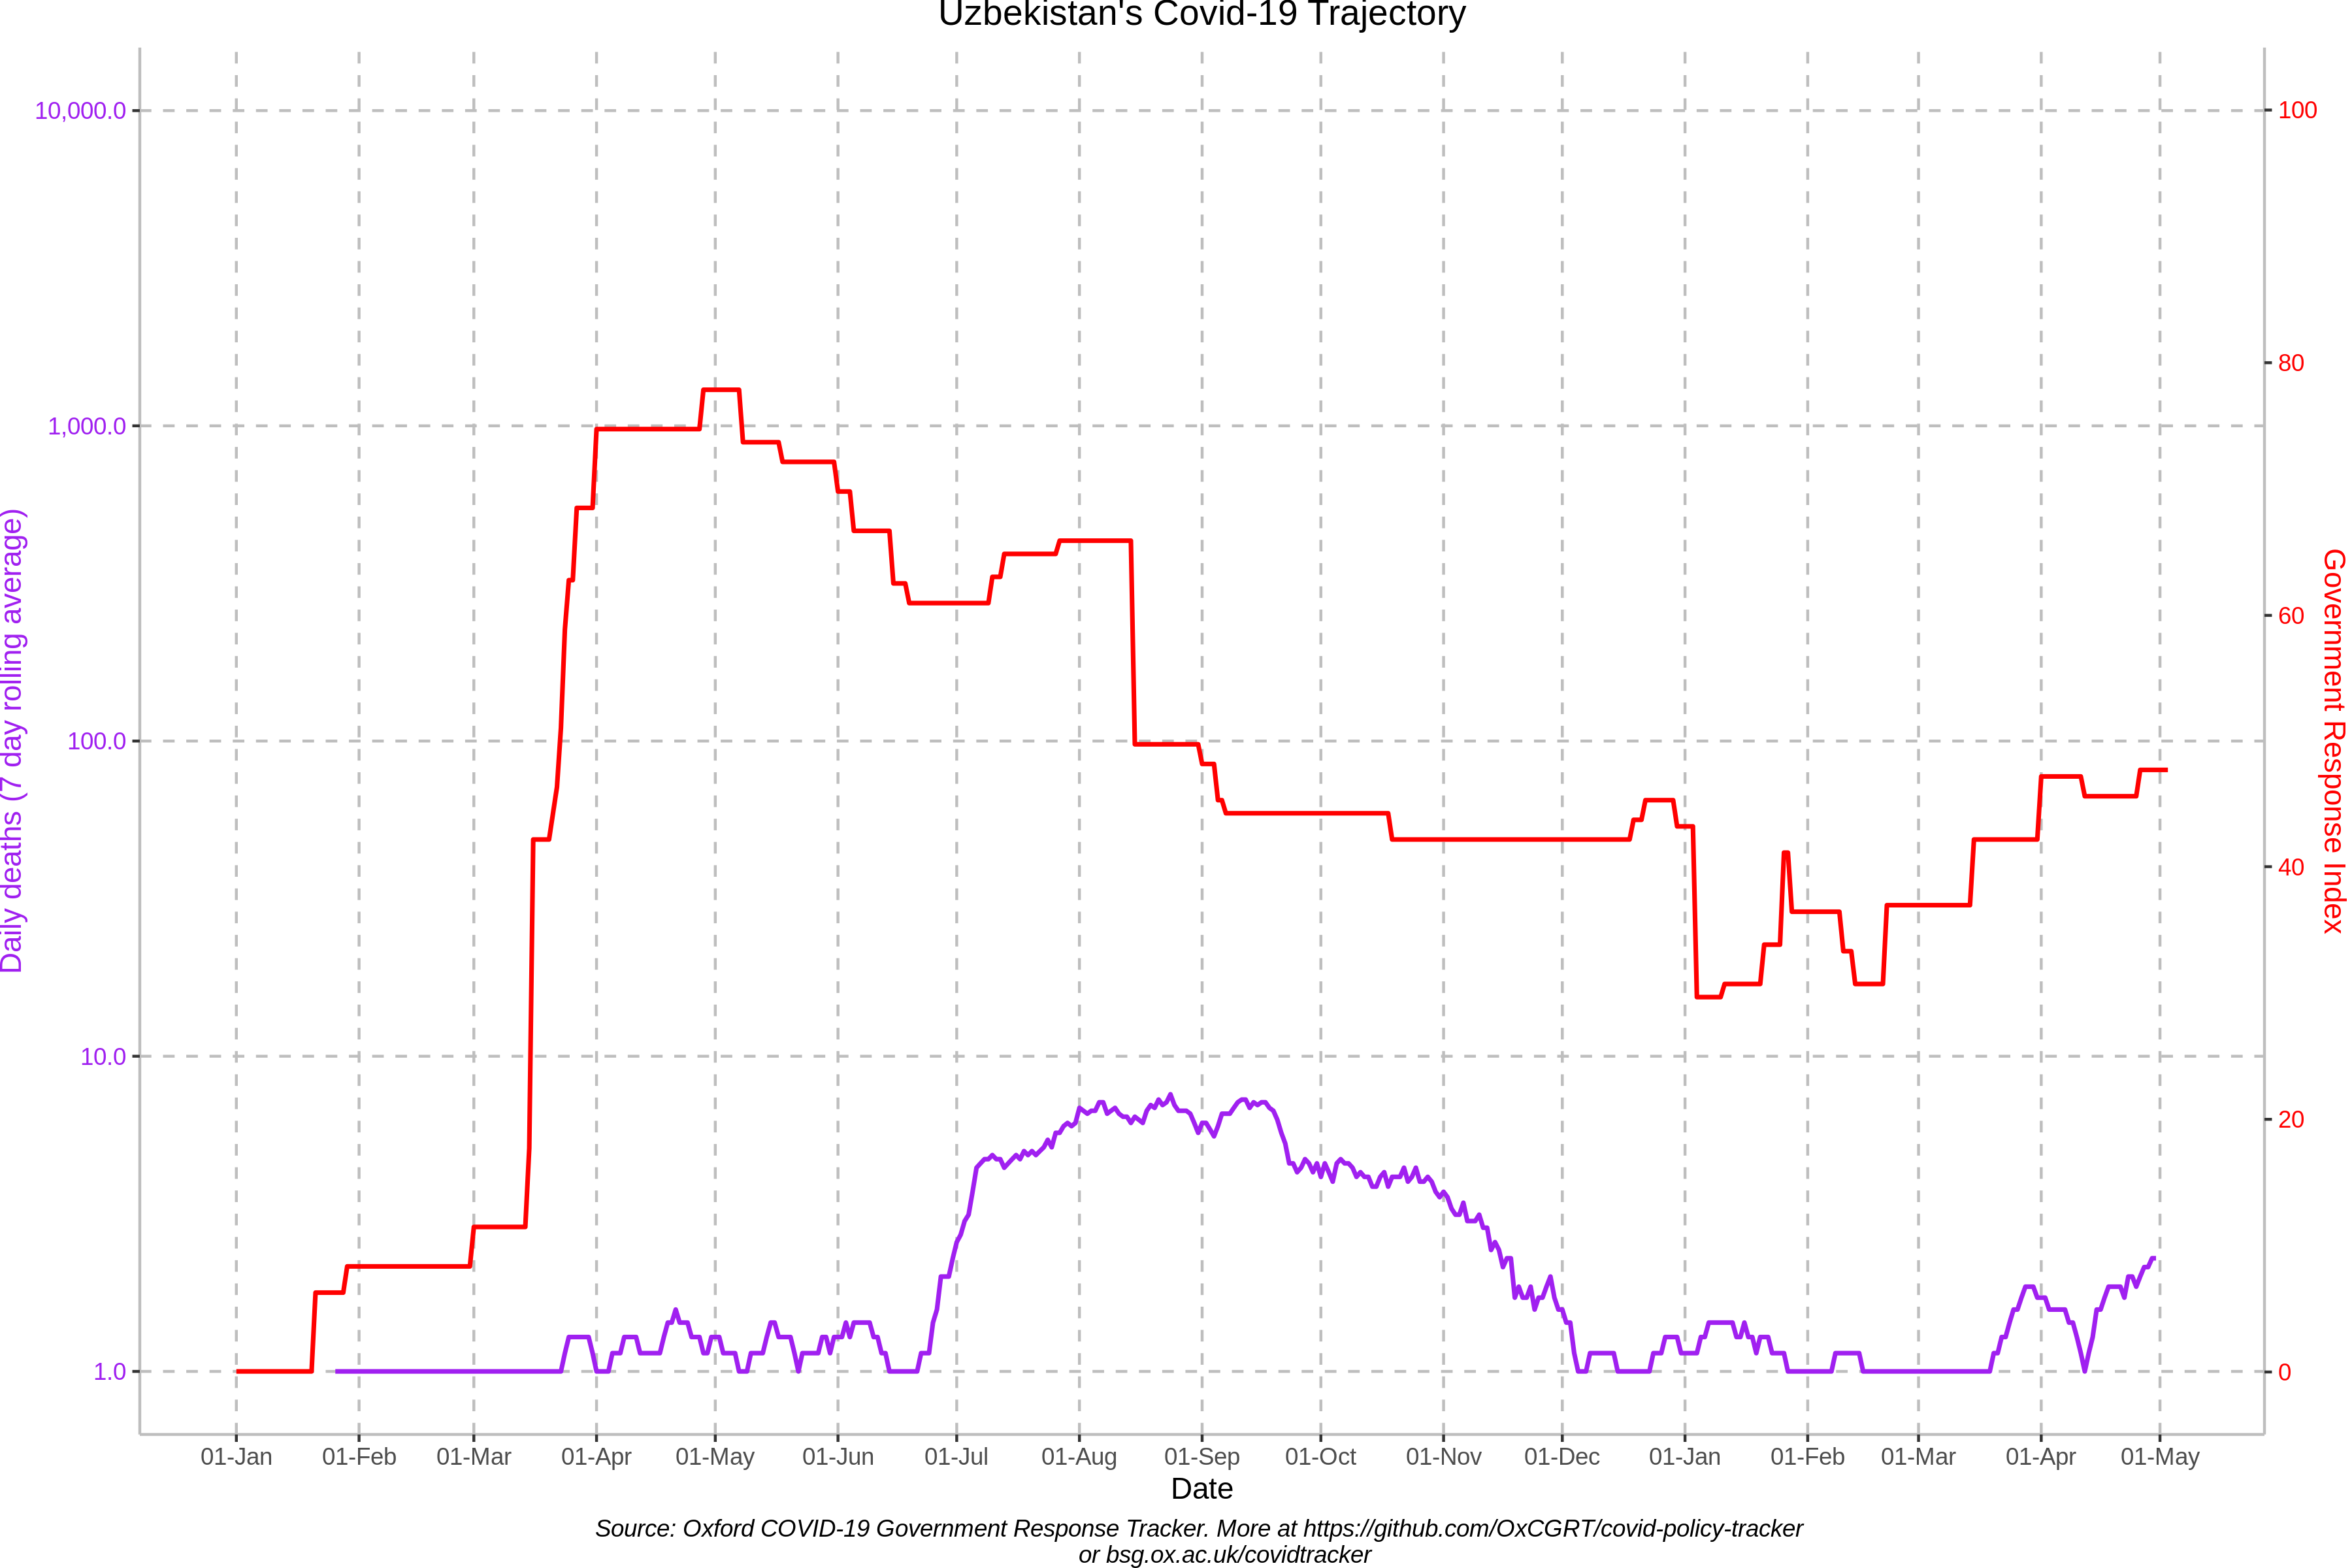 Uzbekistan's Covid-19 Trajectory
10,000.0
1,000.0
100.0
10.0
1.0
Daily deaths (7 day rolling average)
100
80
60
40
20
0
Government Response Index
01-Jan 01-Feb 01-Mar 01-Apr 01-May 01-Jun 01-Jul 01-Aug 01-Sep 01-Oct 01-Nov 01-Dec 01-Jan 01-Feb 01-Mar 01-Apr 01-May
Date
Source: Oxford COVID-19 Government Response Tracker. More at https://github.com/OxCGRT/covid-policy-tracker
or bsg.ox.ac.uk/covidtracker